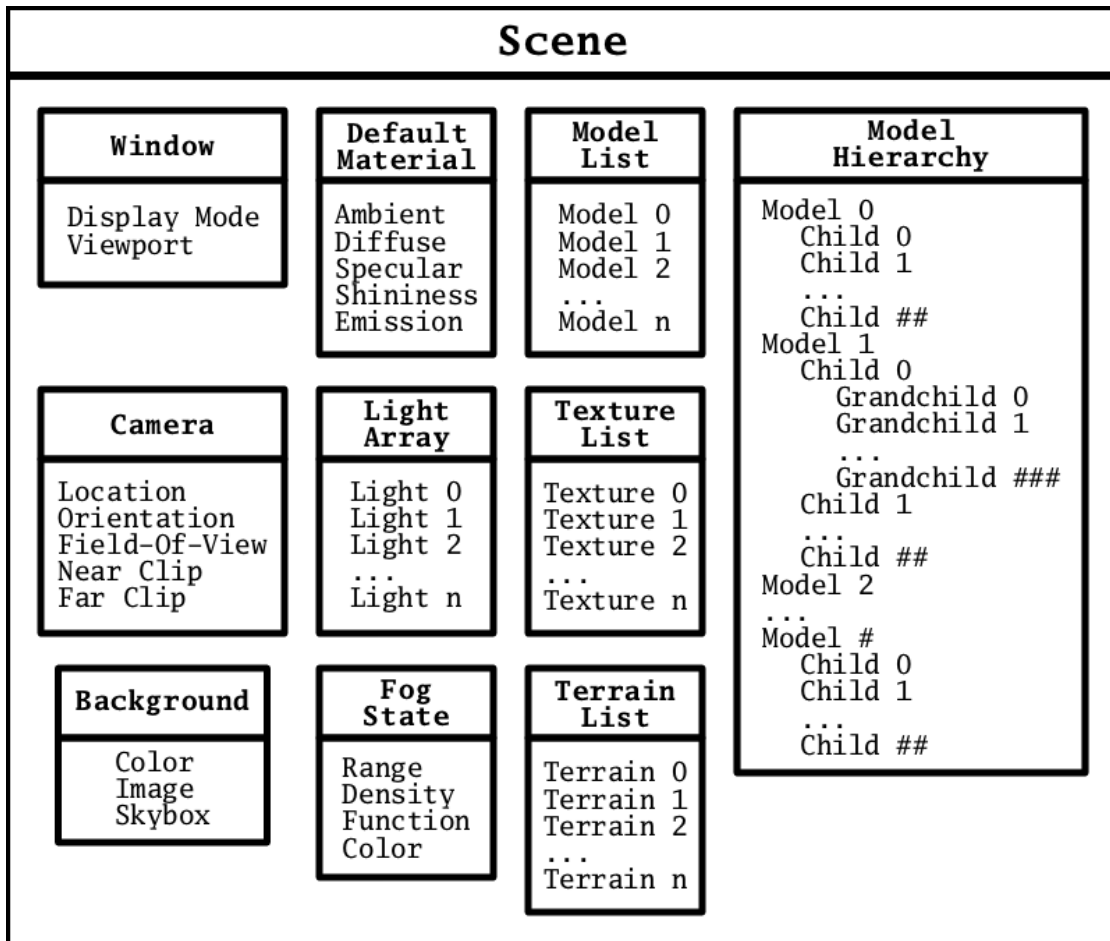 Scene
Window
Display Mode
Viewport
Default
Material
Ambient
Diffuse
Specular
Shininess
Emission
Model
List
Model 0
Model 1
Model 2
...
Model n
Model
Hierarchy
Model 0
Child 0
Child 1
...
Child ##
Model 1
Child 0
Grandchild 0
Grandchild 1
...
Grandchild ###
Child 1
...
Child ##
Model 2
...
Model #
Child 0
Child 1
...
Child ##
Camera
Location
Orientation
Field-Of-View
Near Clip
Far Clip
Light
Array
Light 0
Light 1
Light 2
...
Light n
Texture
List
Texture 0
Texture 1
Texture 2
...
Texture n
Background
Color
Image
Skybox
Fog
State
Range
Density
Function
Color
Terrain
List
Terrain 0
Terrain 1
Terrain 2
...
Terrain n